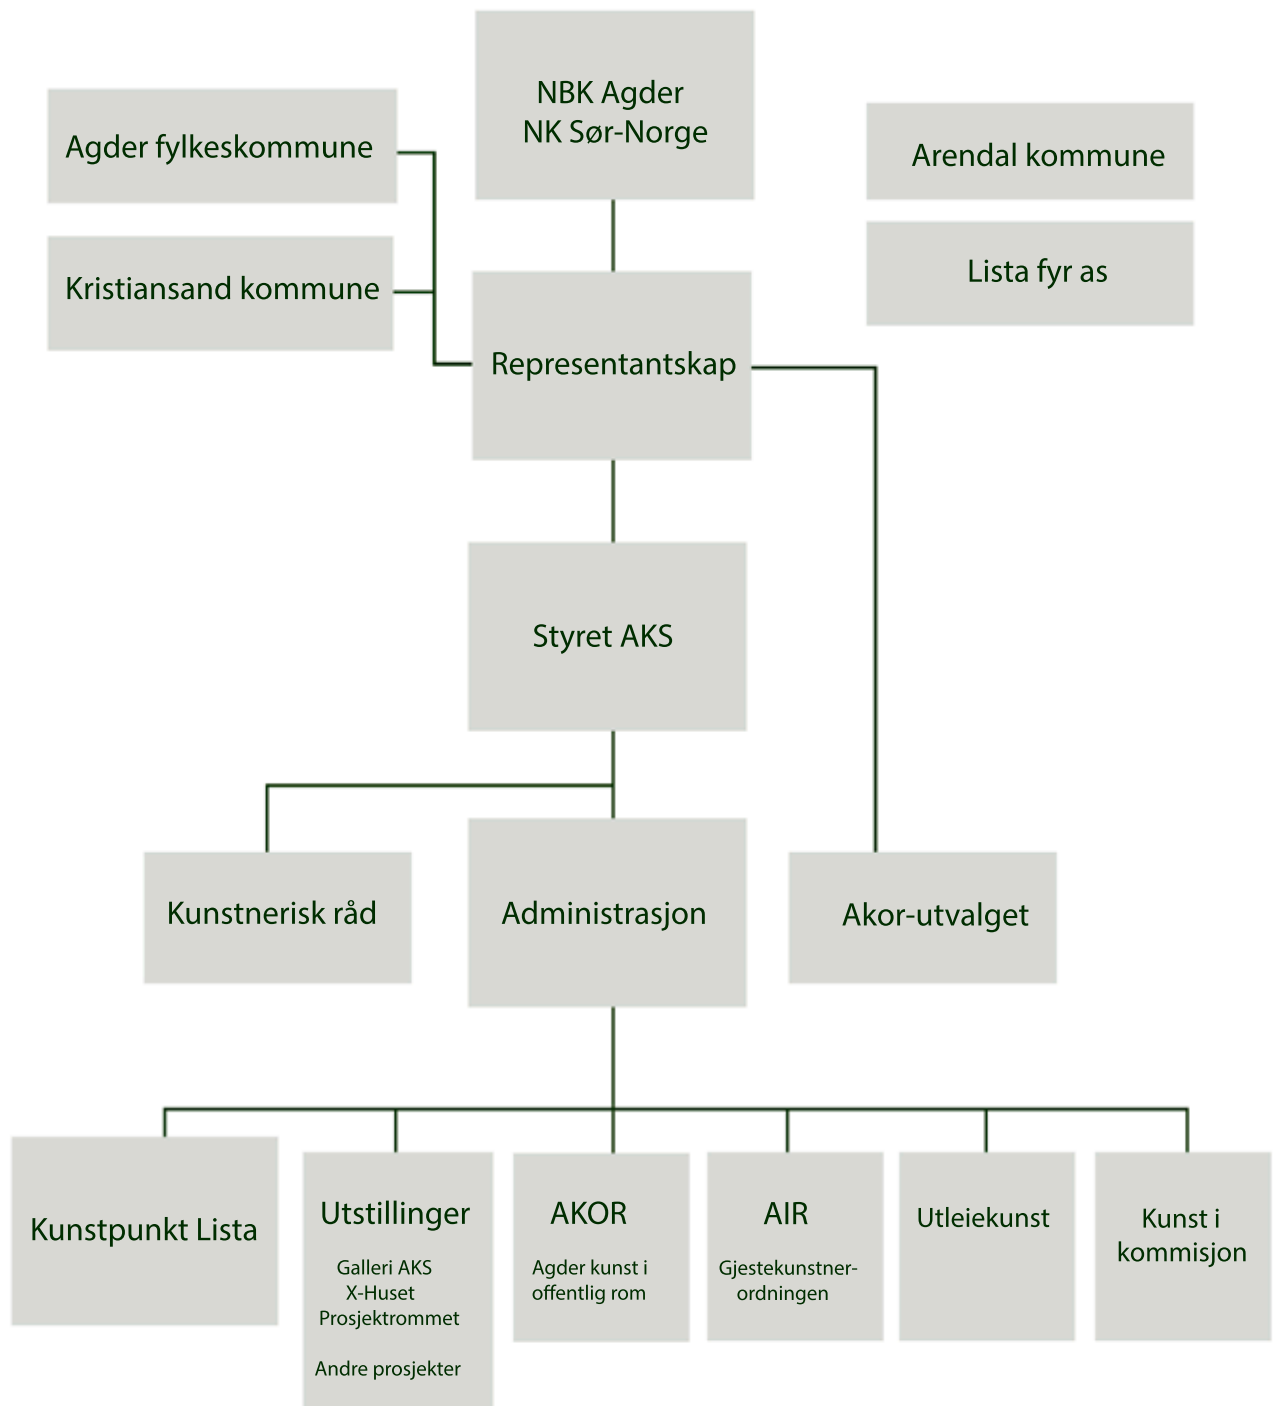 NBK Agder
NK Sør-Norge
Agder fylkeskommune
Arendal kommune
Kristiansand kommune
Lista fyr as
Representantskap
Styret AKS
Kunstnerisk råd
Administrasjon
Akor-utvalget
Kunstpunkt Lista
Utstillinger
Galleri AKS
X-Huset
Prosjektrommet
Andre prosjekter
AKOR
Agder kunst i
offentlig rom
AIR
Gjestekunstner-
ordningen
Utleiekunst
Kunst i
kommisjon